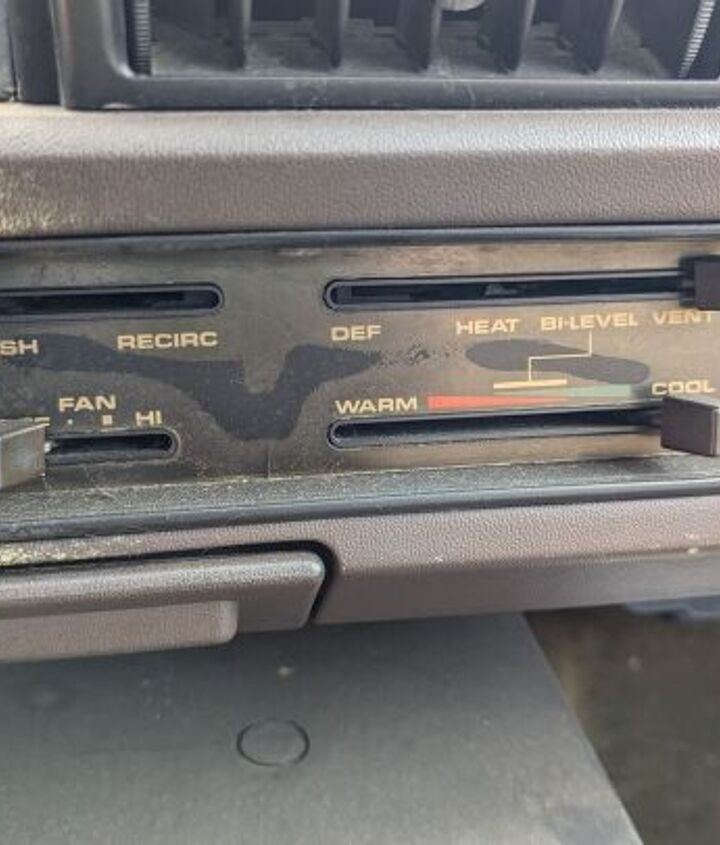 SH RECIRC DEF HEAT BI-LEVEL VENT
FAN
HI WARM COOL